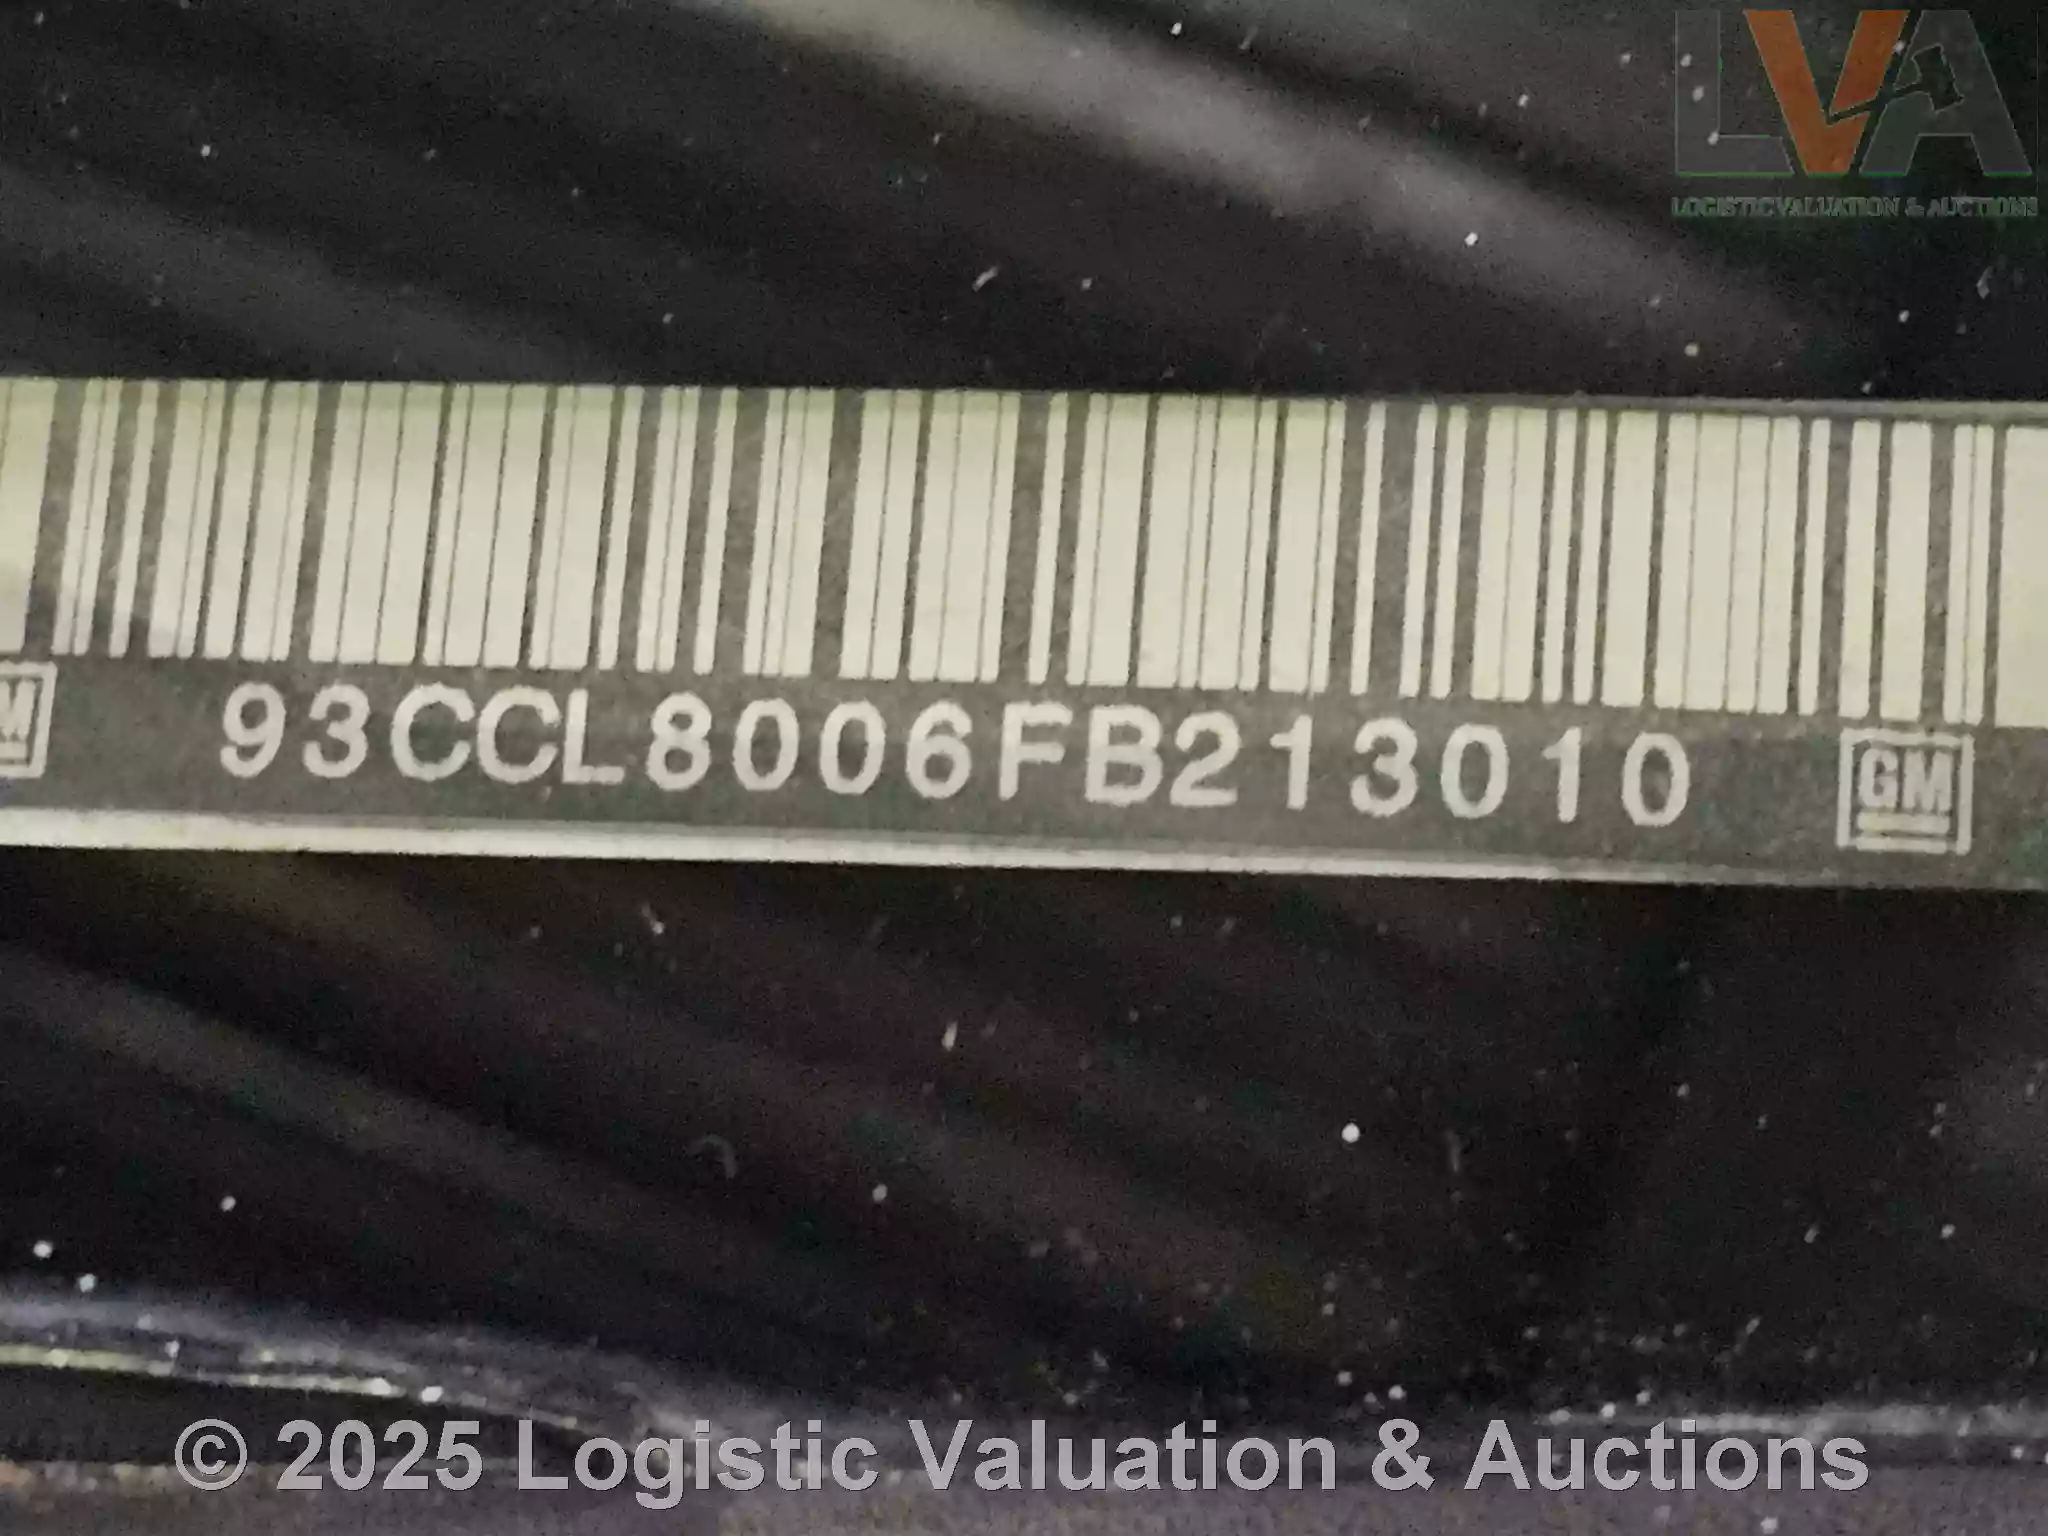 LVA
LOGISTIC VALUATION & AUCTIONS
93CCL8006FB213010 GM
© 2025 Logistic Valuation & Auctions